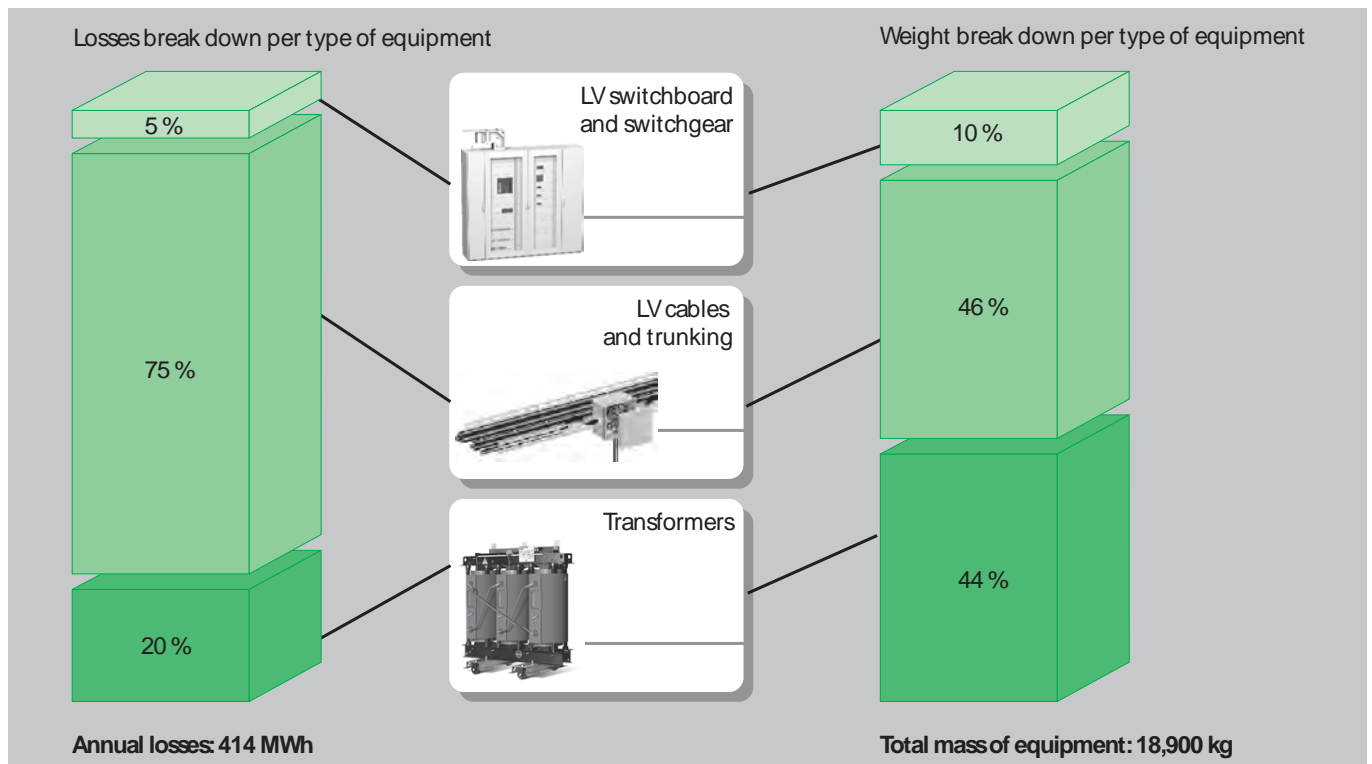 Losses break down per type of equipment
Weight break down per type of equipment
LV switchboard
and switchgear
5 %
10 %
LV cables
and trunking
75 %
46 %
Transformers
20 %
44 %
Annual losses: 414 MWh
Total mass of equipment: 18,900 kg